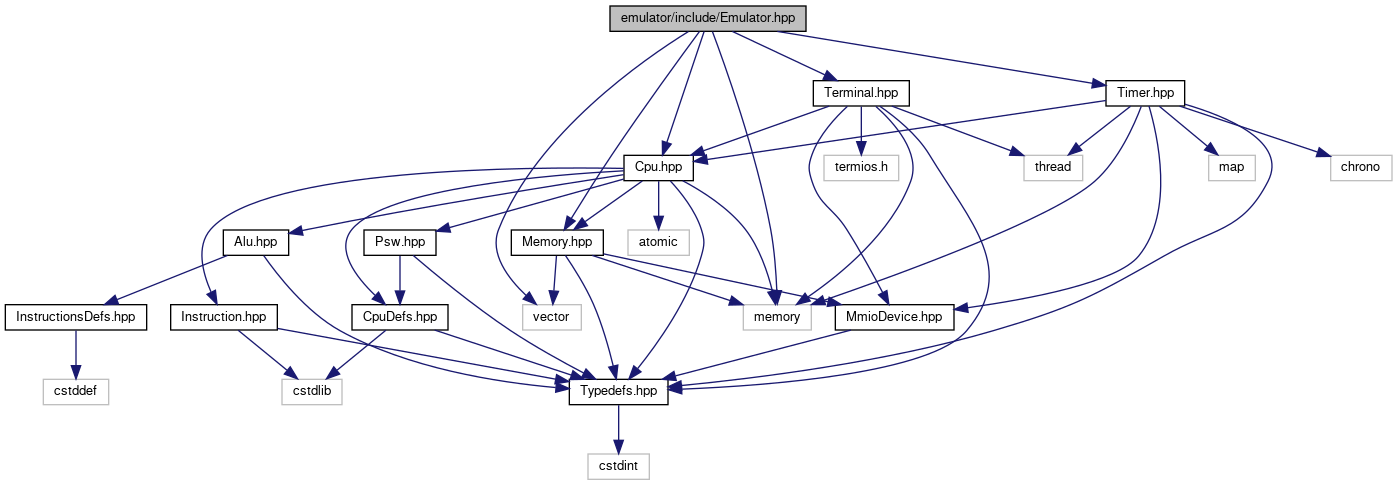 emulator/include/Emulator.hpp
Terminal.hpp
Timer.hpp
Cpu.hpp
termios.h
thread
map
chrono
Alu.hpp
Psw.hpp
Memory.hpp
atomic
InstructionsDefs.hpp
Instruction.hpp
CpuDefs.hpp
vector
memory
MmioDevice.hpp
cstddef
cstdlib
Typedefs.hpp
cstdint